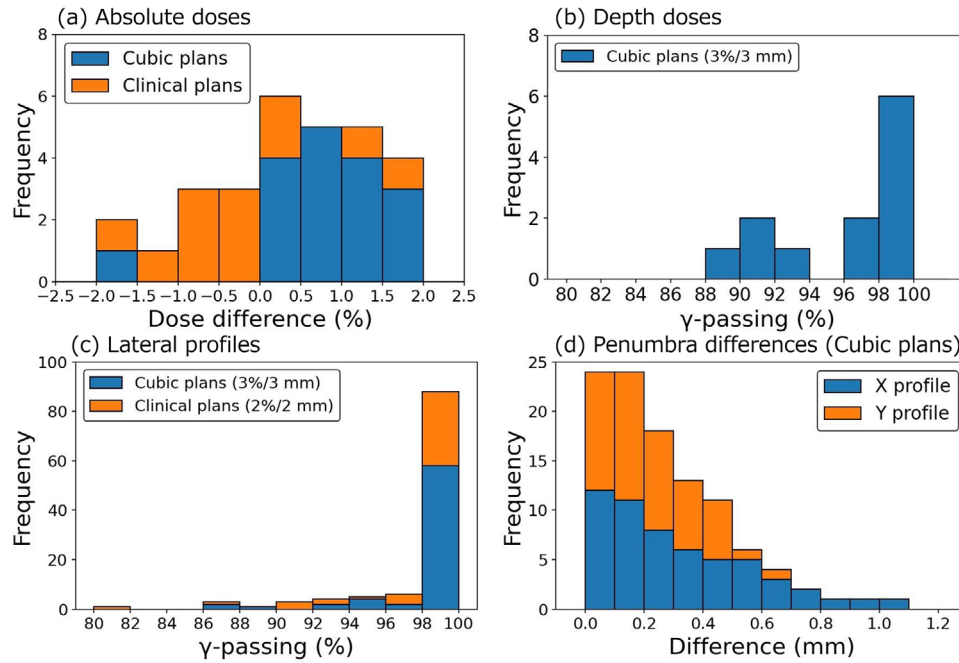 (a) Absolute doses
8
6
4
2
0
Frequency
Cubic plans
Clinical plans
−2.5 −2.0 −1.5 −1.0 −0.5 0.0 0.5 1.0 1.5 2.0 2.5
Dose difference (%)
(b) Depth doses
8
6
4
2
0
Frequency
Cubic plans (3%/3 mm)
80 82 84 86 88 90 92 94 96 98 100
γ-passing (%)
(c) Lateral profiles
100
80
60
40
20
0
Frequency
Cubic plans (3%/3 mm)
Clinical plans (2%/2 mm)
80 82 84 86 88 90 92 94 96 98 100
γ-passing (%)
(d) Penumbra differences (Cubic plans)
25
20
15
10
5
0
Frequency
X profile
Y profile
0.0 0.2 0.4 0.6 0.8 1.0 1.2
Difference (mm)